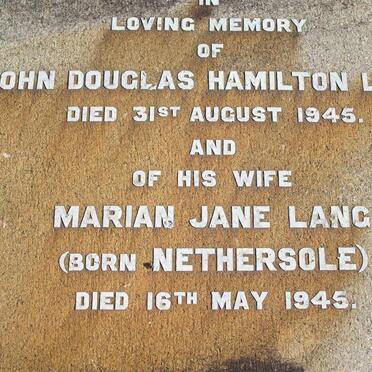 IN
LOVING MEMORY
OF
JOHN DOUGLAS HAMILTON L
DIED 31ST AUGUST 1945.
AND
OF HIS WIFE
MARIAN JANE LANG
(BORN NETHERSOLE)
DIED 16TH MAY 1945.